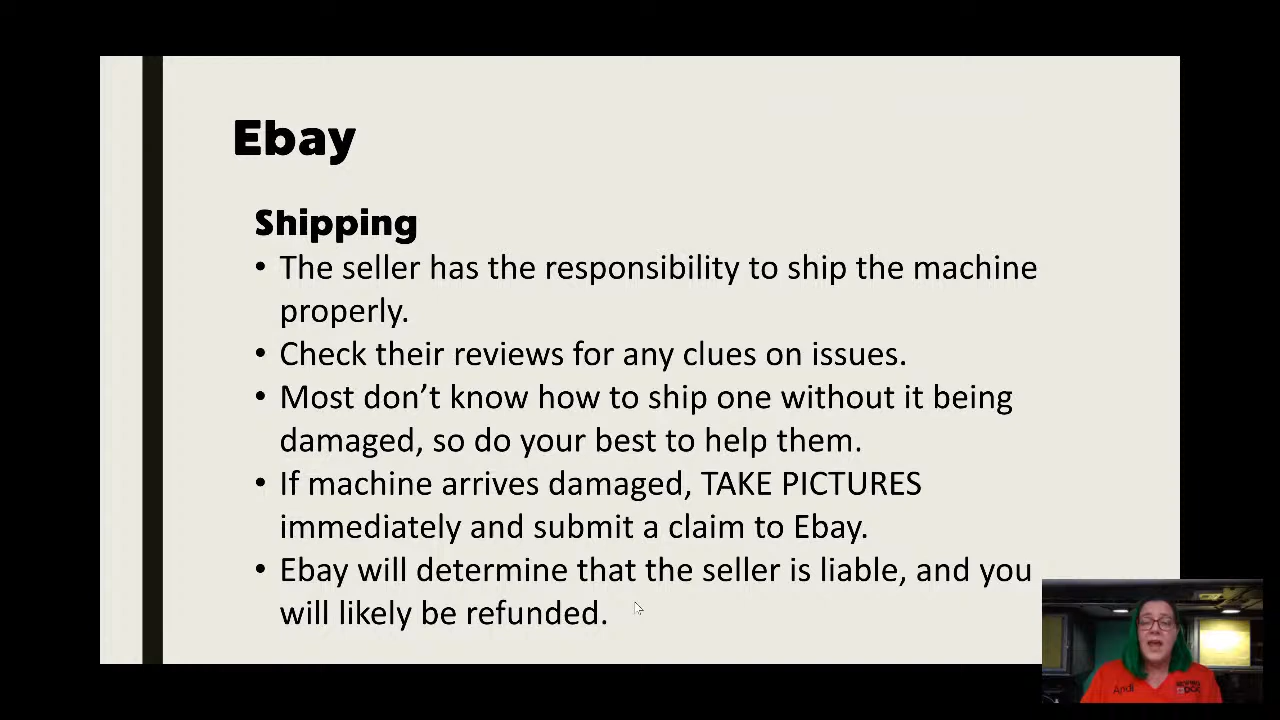 Ebay
Shipping
• The seller has the responsibility to ship the machine
properly.
• Check their reviews for any clues on issues.
• Most don’t know how to ship one without it being
damaged, so do your best to help them.
• If machine arrives damaged, TAKE PICTURES
immediately and submit a claim to Ebay.
• Ebay will determine that the seller is liable, and you
will likely be refunded.
Andi
SEWING
DOC